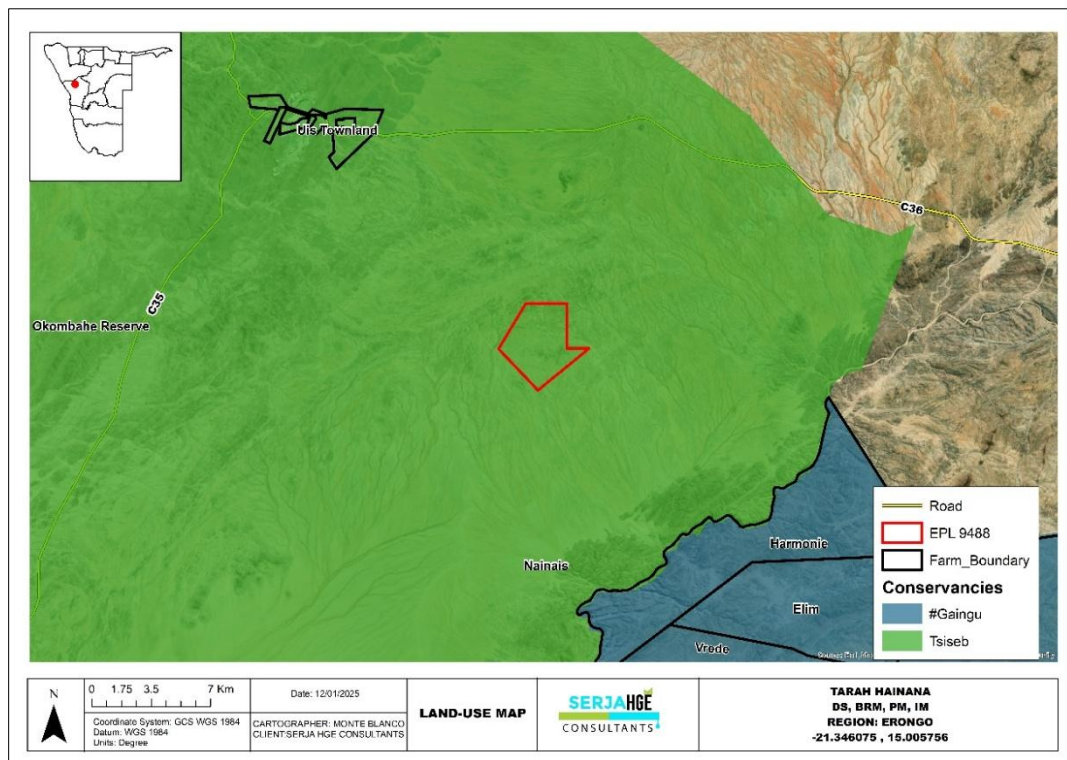 Uis Townland
C36
C35
Okombahe Reserve
Nainais
Harmonie
Elim
Vrede
Road
EPL 9488
Farm_Boundary
Conservancies
#Gaingu
Tsiseb
N
0 1.75 3.5 7 Km
Coordinate System: GCS WGS 1984
Datum: WGS 1984
Units: Degree
Date: 12/01/2025
CARTOGRAPHER: MONTE BLANCO
CLIENT:SERJA HGE CONSULTANTS
LAND-USE MAP
SERJAHGE
CONSULTANTS
TARAH HAINANA
DS, BRM, PM, IM
REGION: ERONGO
-21.346075 , 15.005756